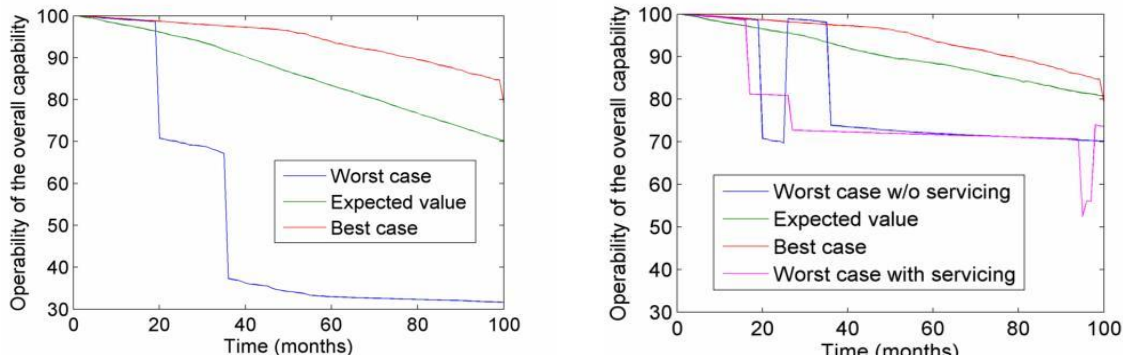 Operability of the overall capability
100
90
80
70
60
50
40
30
0
20
40
60
80
100
Time (months)
Worst case
Expected value
Best case
Operability of the overall capability
100
90
80
70
60
50
40
30
0
20
40
60
80
100
Time (months)
Worst case w/o servicing
Expected value
Best case
Worst case with servicing